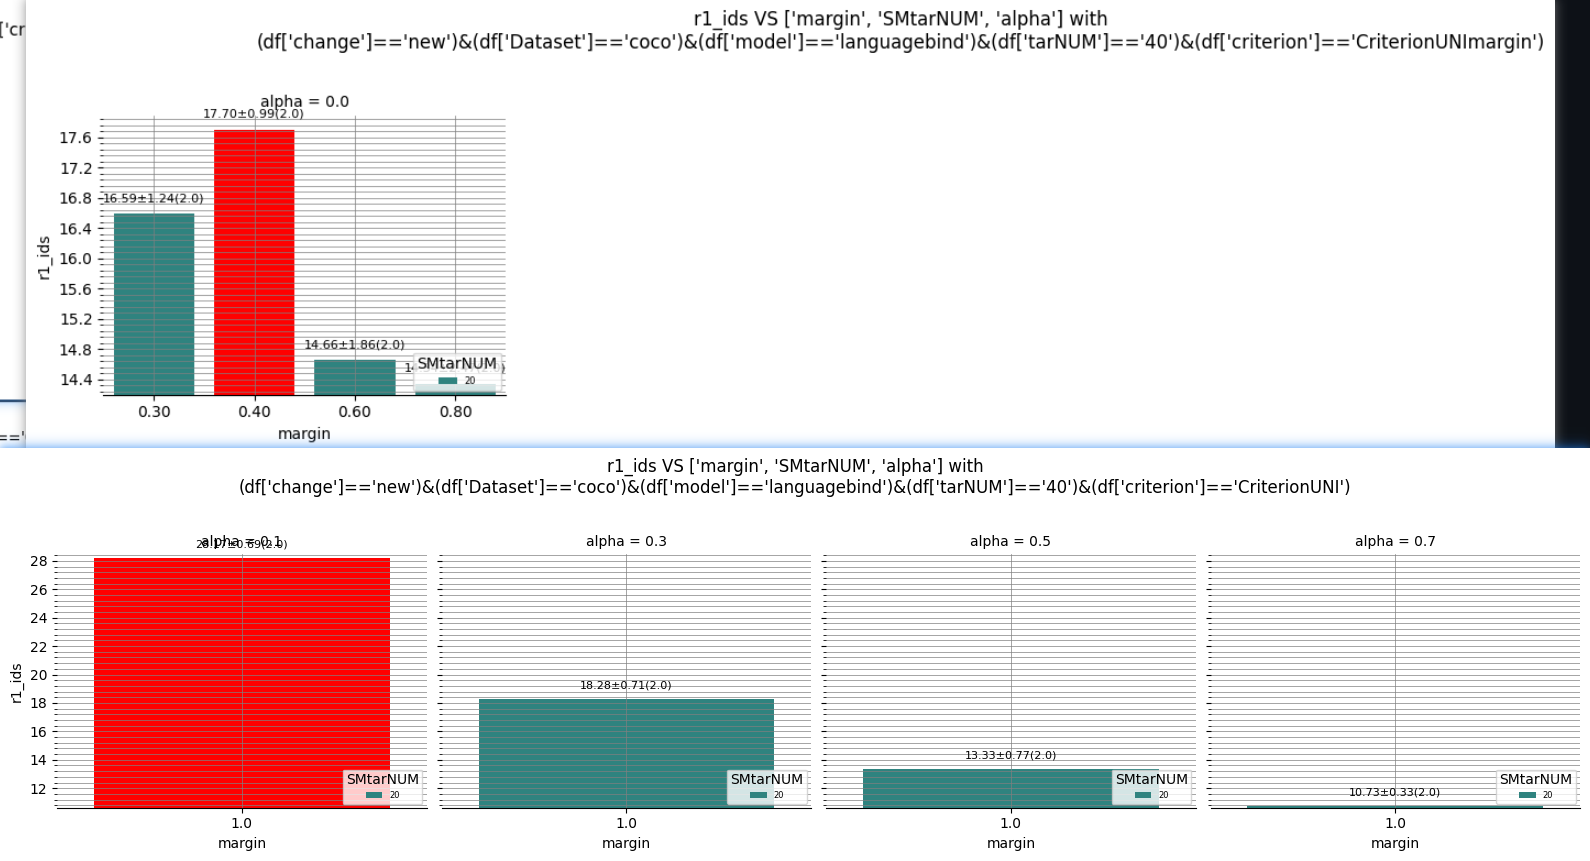 ['cr
r1_ids VS ['margin', 'SMtarNUM', 'alpha'] with
(df['change']=='new')&(df['Dataset']=='coco')&(df['model']=='languagebind')&(df['tarNUM']=='40')&(df['criterion']=='CriterionUNImargin')
alpha = 0.0
17.70±0.99(2.0)
17.6
17.2
16.8
16.59±1.24(2.0)
16.4
16.0
15.6
15.2
14.8
14.4
r1_ids
14.66±1.86(2.0)
SMtarNUM
20
0.30 0.40 0.60 0.80
margin
=='
r1_ids VS ['margin', 'SMtarNUM', 'alpha'] with
(df['change']=='new')&(df['Dataset']=='coco')&(df['model']=='languagebind')&(df['tarNUM']=='40')&(df['criterion']=='CriterionUNI')
alpha = 0.1
alpha = 0.3
alpha = 0.5
alpha = 0.7
28
26
24
22
20
18
16
14
12
r1_ids
18.28±0.71(2.0)
13.33±0.77(2.0)
10.73±0.33(2.0)
SMtarNUM
20
SMtarNUM
20
SMtarNUM
20
SMtarNUM
20
1.0
1.0
1.0
1.0
margin
margin
margin
margin